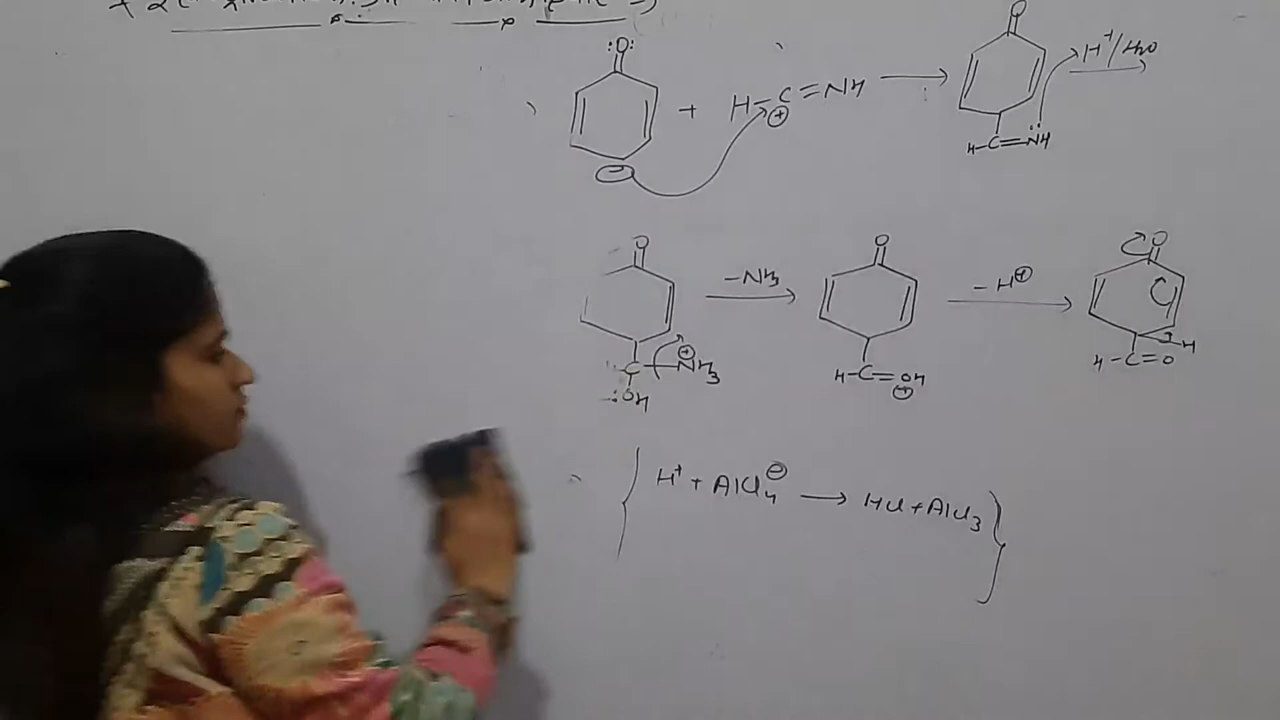 :O: + H-C=NH ⊕ → O H-C=NH H⁺/H₂O →
⊖
O -NH₃ → O -H⊕ → O
C-NH₃ ⊕ H-C=OH ⊕ H-C=O H
:OH
{ H⁺ + AlCl₄⊖ → HCl + AlCl₃ }